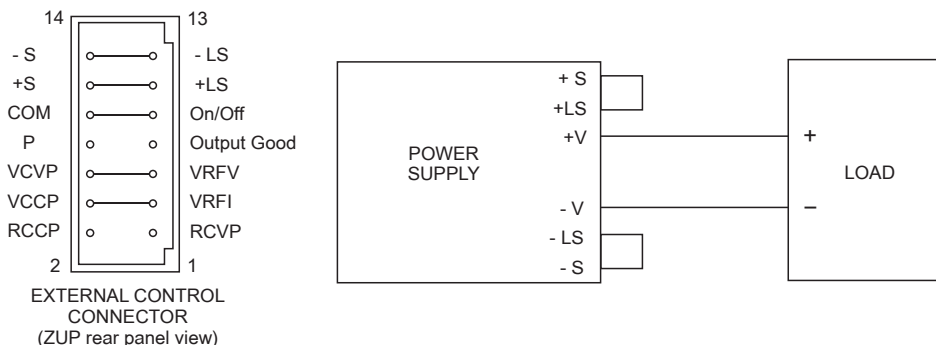 14 13
- S - LS
+S +LS
COM On/Off
P Output Good
VCVP VRFV
VCCP VRFI
RCCP RCVP
2 1
EXTERNAL CONTROL
CONNECTOR
(ZUP rear panel view)
POWER
SUPPLY
+ S
+LS
+V
- V
- LS
- S
+
LOAD
−